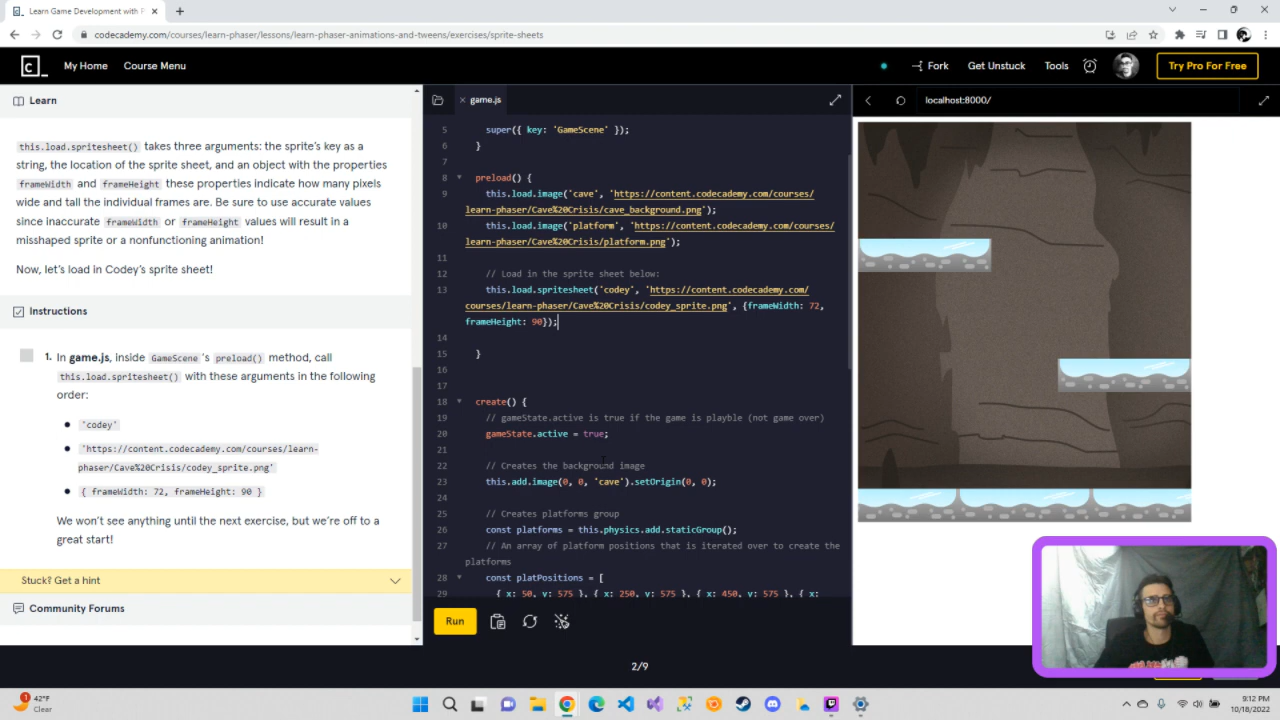 Learn Game Development with P
codecademy.com/courses/learn-phaser/lessons/learn-phaser-animations-and-tweens/exercises/sprite-sheets
My Home
Course Menu
Fork
Get Unstuck
Tools
Try Pro For Free
Learn
this.load.spritesheet() takes three arguments: the sprite's key as a
string, the location of the sprite sheet, and an object with the properties
frameWidth and frameHeight these properties indicate how many pixels
wide and tall the individual frames are. Be sure to use accurate values
since inaccurate frameWidth or frameHeight values will result in a
misshaped sprite or a nonfunctioning animation!
Now, let's load in Codey's sprite sheet!
Instructions
1. In game.js, inside GameScene 's preload() method, call
this.load.spritesheet() with these arguments in the following
order:
'codey'
'https://content.codecademy.com/courses/learn-
phaser/Cave%20Crisis/codey_sprite.png'
{ frameWidth: 72, frameHeight: 90 }
We won't see anything until the next exercise, but we're off to a
great start!
Stuck? Get a hint
Community Forums
game.js
5 super({ key: 'GameScene' });
6 }
7
8 preload() {
9 this.load.image('cave', 'https://content.codecademy.com/courses/
learn-phaser/Cave%20Crisis/cave_background.png');
10 this.load.image('platform', 'https://content.codecademy.com/courses/
learn-phaser/Cave%20Crisis/platform.png');
11
12 // Load in the sprite sheet below:
13 this.load.spritesheet('codey', 'https://content.codecademy.com/
courses/learn-phaser/Cave%20Crisis/codey_sprite.png', {frameWidth: 72,
frameHeight: 90});
14
15 }
16
17
18 create() {
19 // gameState.active is true if the game is playble (not game over)
20 gameState.active = true;
21
22 // Creates the background image
23 this.add.image(0, 0, 'cave').setOrigin(0, 0);
24
25 // Creates platforms group
26 const platforms = this.physics.add.staticGroup();
27 // An array of platform positions that is iterated over to create the
platforms
28 const platPositions = [
29 { x: 50, y: 575 }, { x: 250, y: 575 }, { x: 450, y: 575 }, { x:
Run
localhost:8000/
2/9
1
42°F
Clear
9:12 PM
10/18/2022